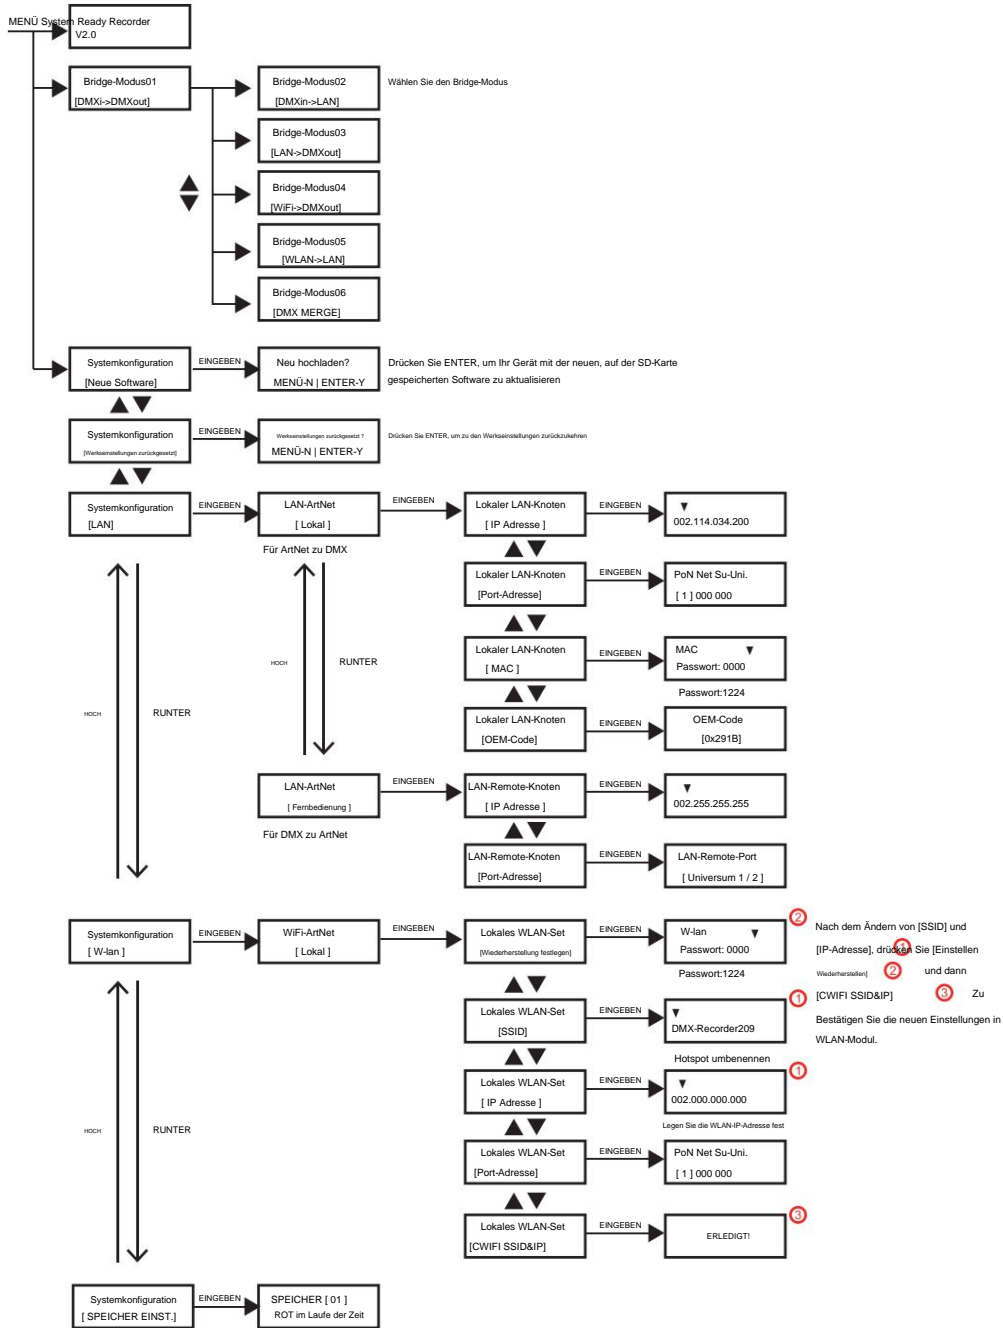 MENÜ System Ready Recorder
V2.0
Bridge-Modus01
[DMXi->DMXout]
Bridge-Modus02
[DMXin->LAN]
Wählen Sie den Bridge-Modus
Bridge-Modus03
[LAN->DMXout]
Bridge-Modus04
[WiFi->DMXout]
Bridge-Modus05
[WLAN->LAN]
Bridge-Modus06
[DMX MERGE]
Systemkonfiguration
[Neue Software]
EINGEBEN
Neu hochladen?
MENÜ-N | ENTER-Y
Drücken Sie ENTER, um Ihr Gerät mit der neuen, auf der SD-Karte
gespeicherten Software zu aktualisieren
Systemkonfiguration
[Werkseinstellungen zurückgesetzt]
EINGEBEN
Werkseinstellungen zurückgesetzt ?
MENÜ-N | ENTER-Y
Drücken Sie ENTER, um zu den Werkseinstellungen zurückzukehren
Systemkonfiguration
[LAN]
EINGEBEN
LAN-ArtNet
[ Lokal ]
Für ArtNet zu DMX
EINGEBEN
Lokaler LAN-Knoten
[ IP Adresse ]
EINGEBEN
002.114.034.200
Lokaler LAN-Knoten
[Port-Adresse]
EINGEBEN
PoN Net Su-Uni.
[ 1 ] 000 000
Lokaler LAN-Knoten
[ MAC ]
EINGEBEN
MAC
Passwort: 0000
Passwort:1224
Lokaler LAN-Knoten
[OEM-Code]
EINGEBEN
OEM-Code
[0x291B]
HOCH
RUNTER
HOCH
RUNTER
LAN-ArtNet
[ Fernbedienung ]
Für DMX zu ArtNet
EINGEBEN
LAN-Remote-Knoten
[ IP Adresse ]
EINGEBEN
002.255.255.255
LAN-Remote-Knoten
[Port-Adresse]
EINGEBEN
LAN-Remote-Port
[ Universum 1 / 2 ]
Systemkonfiguration
[ W-lan ]
EINGEBEN
WiFi-ArtNet
[ Lokal ]
EINGEBEN
Lokales WLAN-Set
[Wiederherstellung festlegen]
EINGEBEN
W-lan
Passwort: 0000
Passwort:1224
2
Nach dem Ändern von [SSID] und
[IP-Adresse], drücken 1 Sie [Einstellen
Wiederherstellen] 2 und dann
[CWIFI SSID&IP] 3 Zu
Bestätigen Sie die neuen Einstellungen in
WLAN-Modul.
Lokales WLAN-Set
[SSID]
EINGEBEN
DMX-Recorder209
1
Hotspot umbenennen
Lokales WLAN-Set
[ IP Adresse ]
EINGEBEN
002.000.000.000
1
Legen Sie die WLAN-IP-Adresse fest
HOCH
RUNTER
Lokales WLAN-Set
[Port-Adresse]
EINGEBEN
PoN Net Su-Uni.
[ 1 ] 000 000
Lokales WLAN-Set
[CWIFI SSID&IP]
EINGEBEN
ERLEDIGT!
3
Systemkonfiguration
[ SPEICHER EINST.]
EINGEBEN
SPEICHER [ 01 ]
ROT im Laufe der Zeit